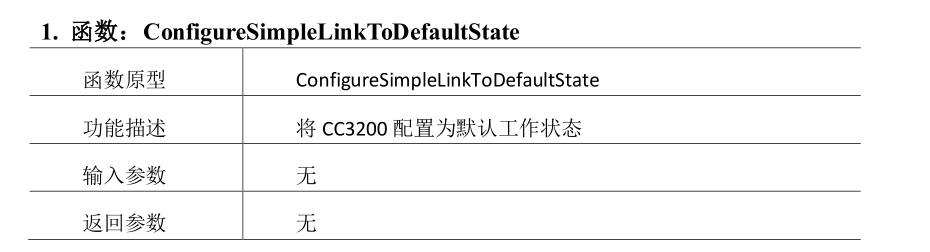 1. 函数：ConfigureSimpleLinkToDefaultState
函数原型 ConfigureSimpleLinkToDefaultState
功能描述 将 CC3200 配置为默认工作状态
输入参数 无
返回参数 无